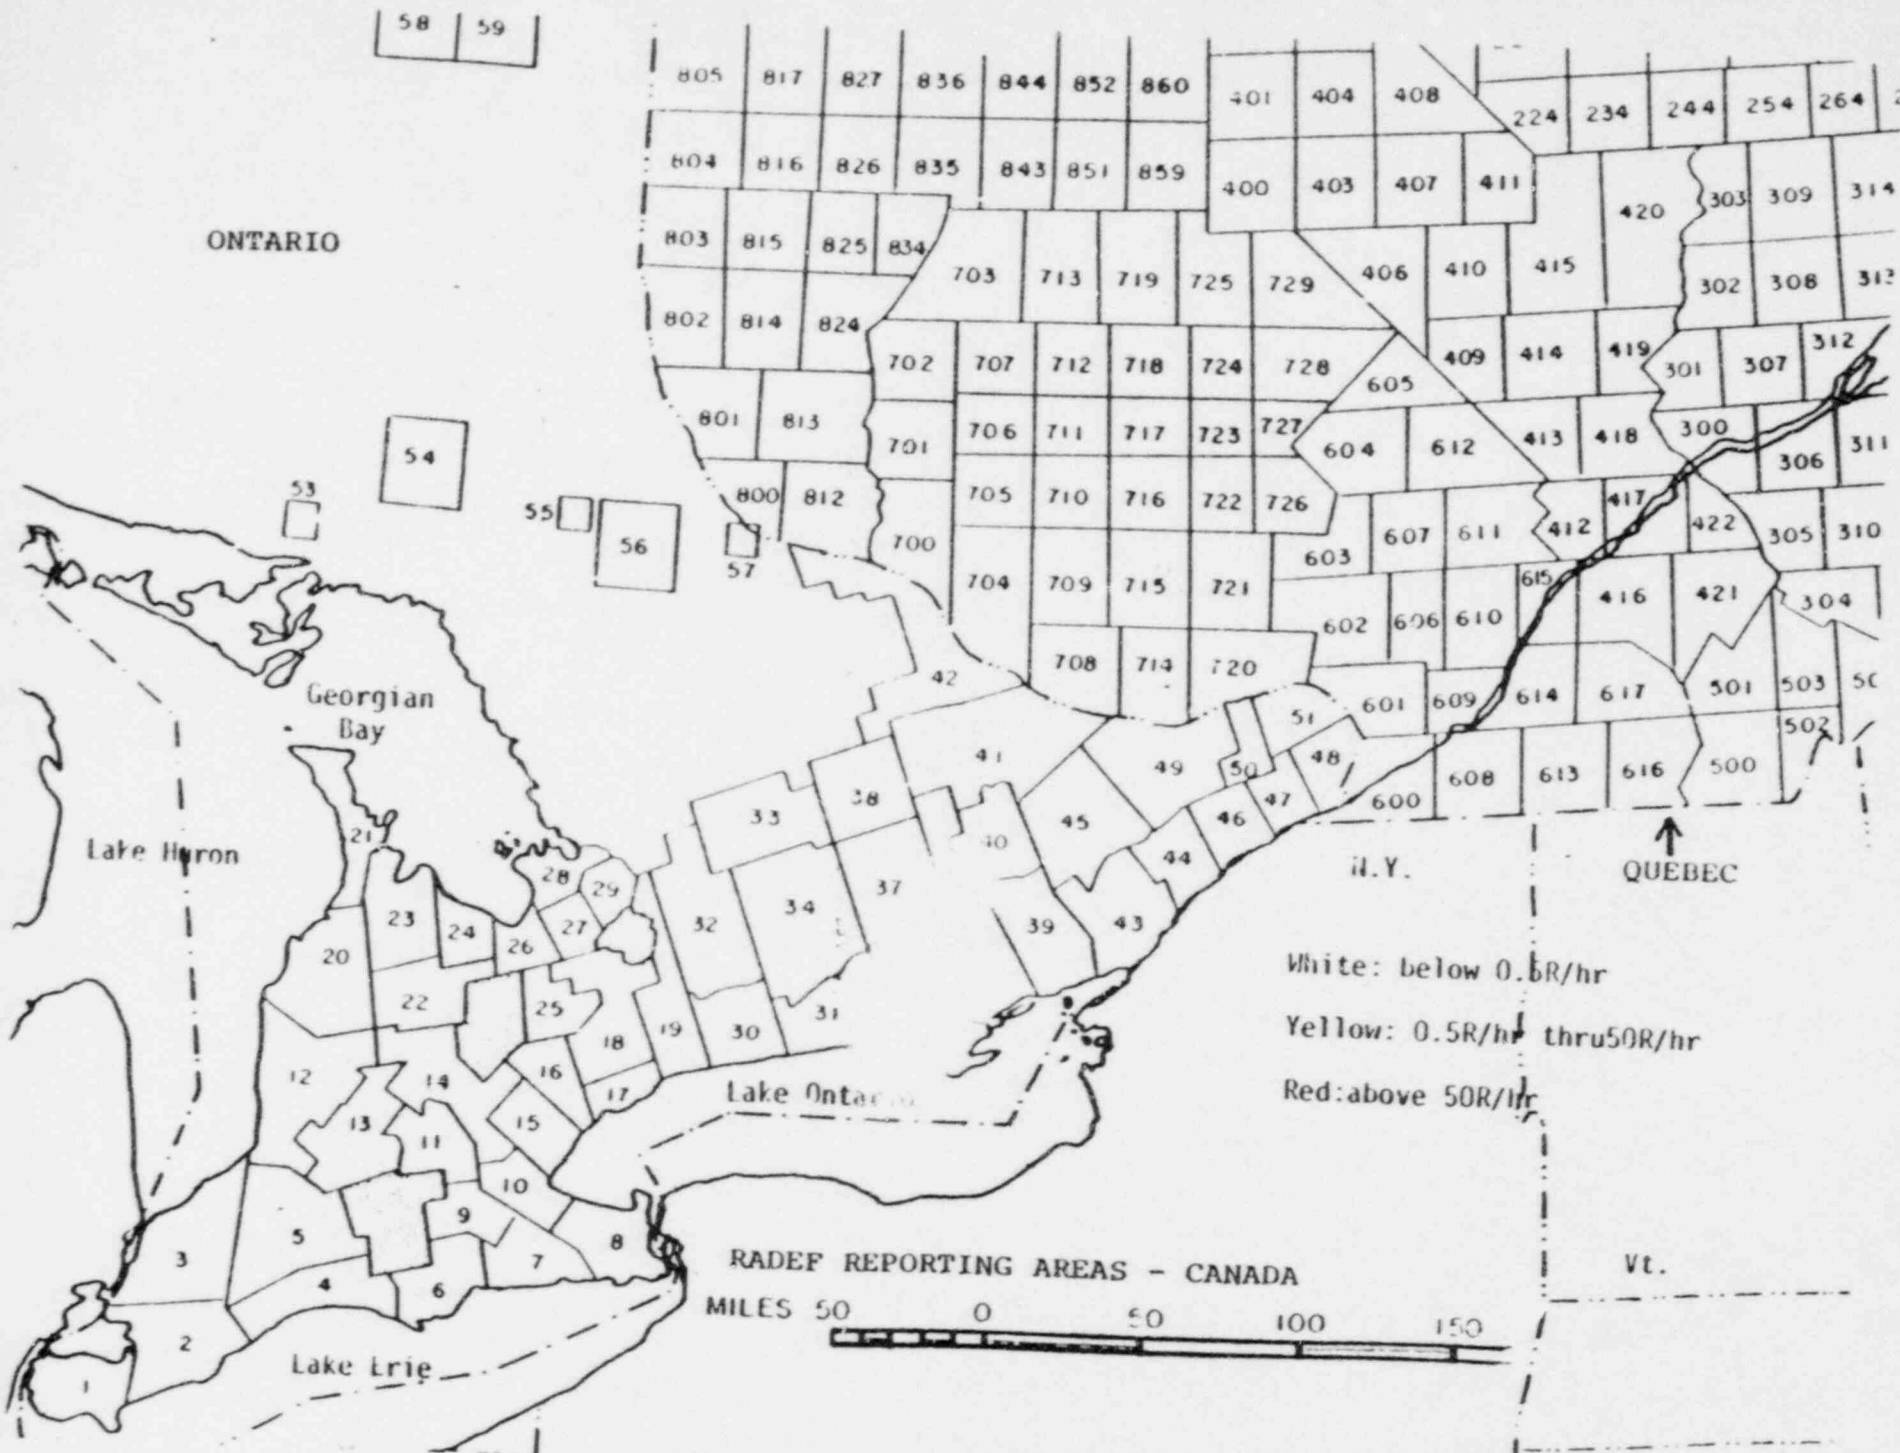 58 59
805 817 827 836 844 852 860 401 404 408 224 234 244 254 264
804 816 826 835 843 851 859 400 403 407 411 420 303 309 314
ONTARIO
803 815 825 834 703 713 719 725 729 406 410 415 302 308
802 814 824 702 707 712 718 724 728 605 409 414 419 301 307 312
801 813 701 706 711 717 723 727 604 612 413 418 300 306 311
54
53
800 812 705 710 716 722 726 417
55 56 57 700 603 607 611 412 422 305 310
704 709 715 721 602 606 610 615 416 421 304
708 714 720 601 609 614 617 501 503
42 51 502
Georgian
Bay
41 49 50 48 608 613 616 500
33 38 47 600
40 45 46
Lake Huron
21 44
N.Y.
QUEBEC
28 29 37
23 24 26 27 32 34 39 43
20
White: below 0.5R/hr
22 25 18 19 30 31
Yellow: 0.5R/hr thru50R/hr
12 14 16 17
Lake Ontario
Red:above 50R/hr
13 11 15
10
9
3 5 4 6 7 8
RADEF REPORTING AREAS - CANADA
Vt.
MILES 50 0 50 100 150
2
Lake Erie
1